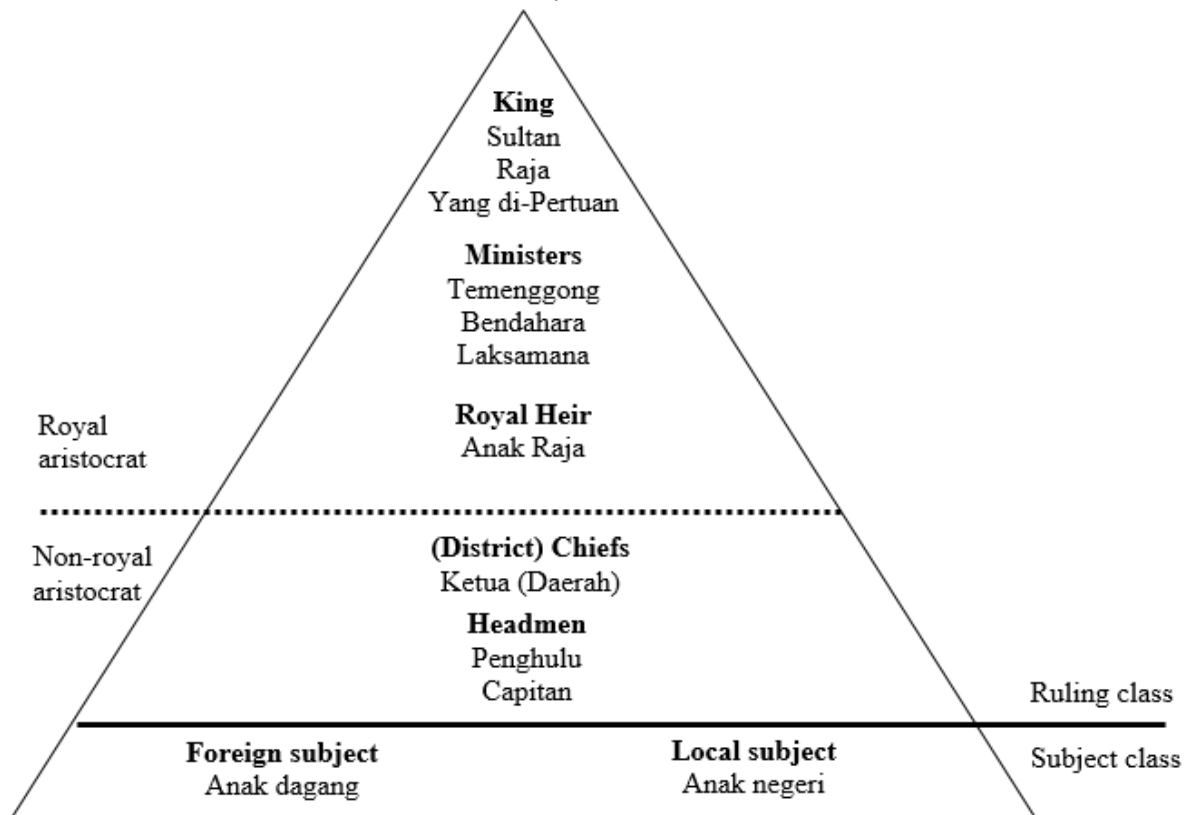 King
Sultan
Raja
Yang di-Pertuan
Ministers
Temenggong
Bendahara
Laksamana
Royal
aristocrat
Royal Heir
Anak Raja
Non-royal
aristocrat
(District) Chiefs
Ketua (Daerah)
Headmen
Penghulu
Capitan
Ruling class
Foreign subject
Anak dagang
Local subject
Anak negeri
Subject class